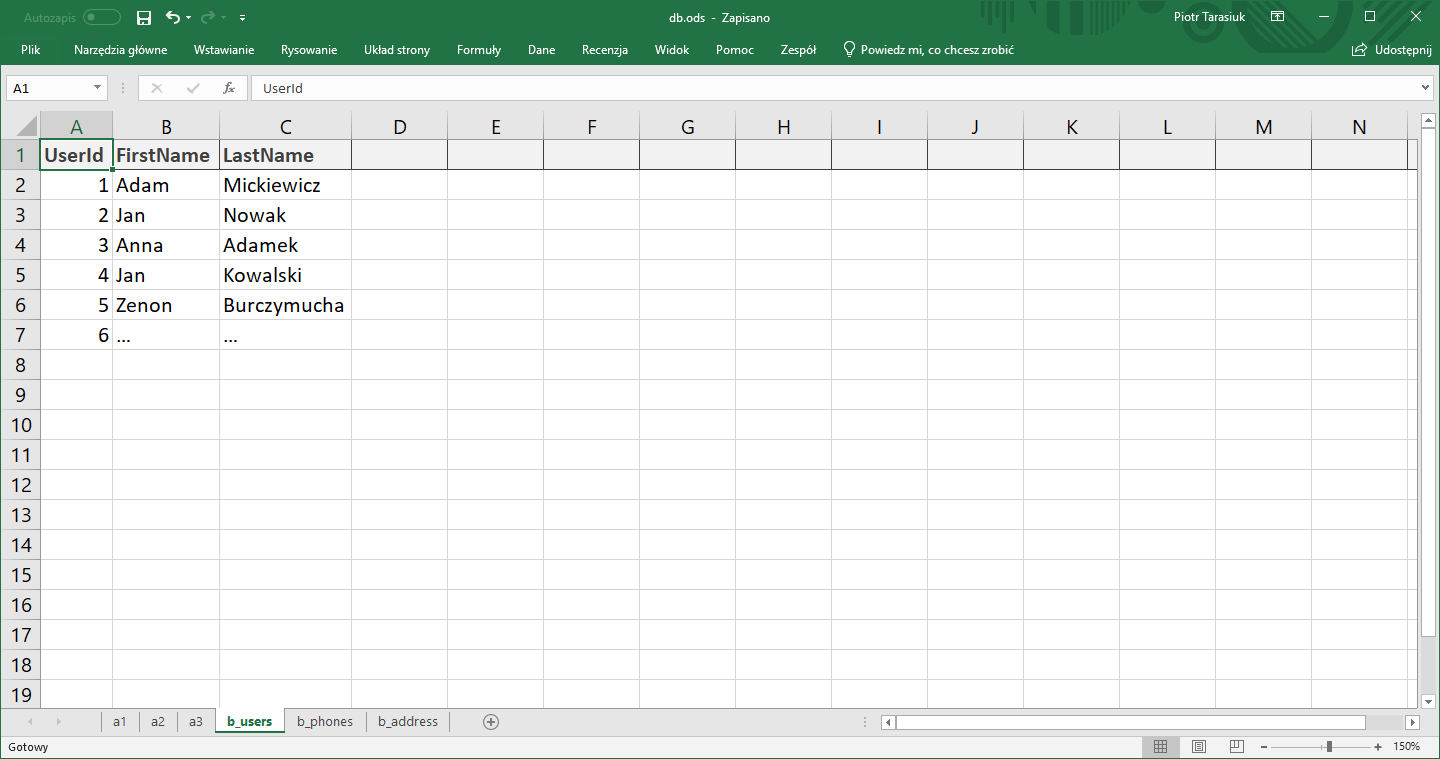 Autozapis db.ods - Zapisano Piotr Tarasiuk
Plik Narzędzia główne Wstawianie Rysowanie Układ strony Formuły Dane Recenzja Widok Pomoc Zespół Powiedz mi, co chcesz zrobić Udostępnij
A1 fx UserId
A B C D E F G H I J K L M N
1 UserId FirstName LastName
2 1 Adam Mickiewicz
3 2 Jan Nowak
4 3 Anna Adamek
5 4 Jan Kowalski
6 5 Zenon Burczymucha
7 6 ... ...
8
9
10
11
12
13
14
15
16
17
18
19
a1 a2 a3 b_users b_phones b_address
Gotowy 150%